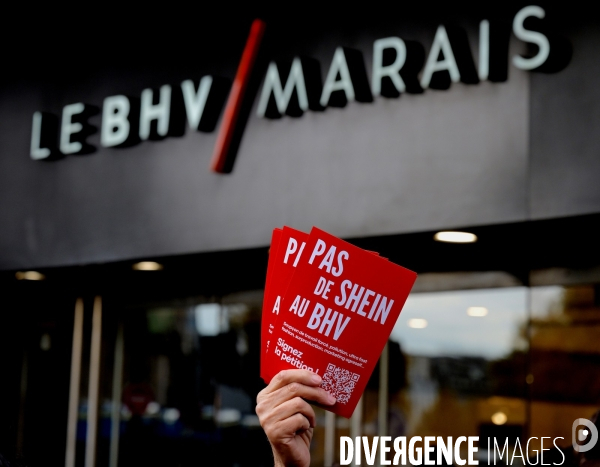 LE BHV/MARAIS
PAS
DE SHEIN
AU BHV
Signez
la pétition !
DIVERGENCE IMAGES